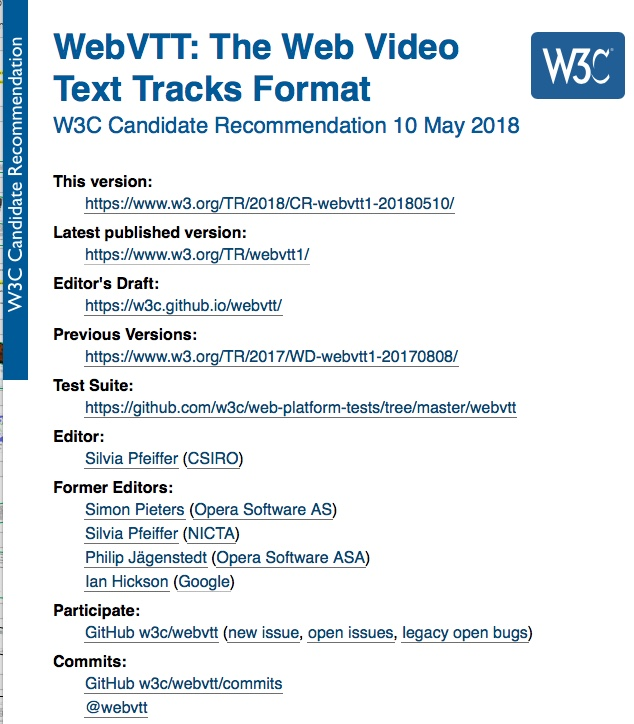 W3C Candidate Recommendation
WebVTT: The Web Video
Text Tracks Format
W3C
W3C Candidate Recommendation 10 May 2018
This version:
https://www.w3.org/TR/2018/CR-webvtt1-20180510/
Latest published version:
https://www.w3.org/TR/webvtt1/
Editor's Draft:
https://w3c.github.io/webvtt/
Previous Versions:
https://www.w3.org/TR/2017/WD-webvtt1-20170808/
Test Suite:
https://github.com/w3c/web-platform-tests/tree/master/webvtt
Editor:
Silvia Pfeiffer (CSIRO)
Former Editors:
Simon Pieters (Opera Software AS)
Silvia Pfeiffer (NICTA)
Philip Jägenstedt (Opera Software ASA)
Ian Hickson (Google)
Participate:
GitHub w3c/webvtt (new issue, open issues, legacy open bugs)
Commits:
GitHub w3c/webvtt/commits
@webvtt